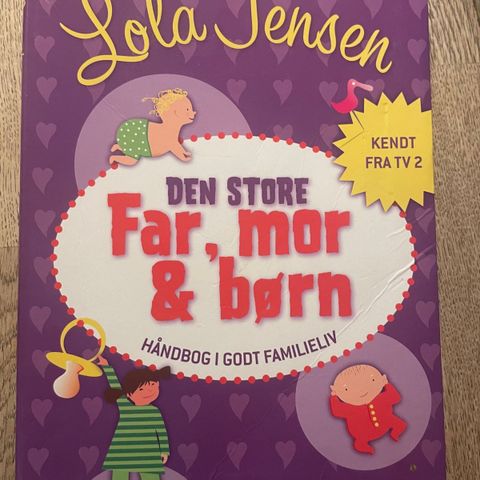 Lola Jensen
KENDT
FRA TV 2
DEN STORE
Far, mor
& børn
HÅNDBOG I GODT FAMILIELIV